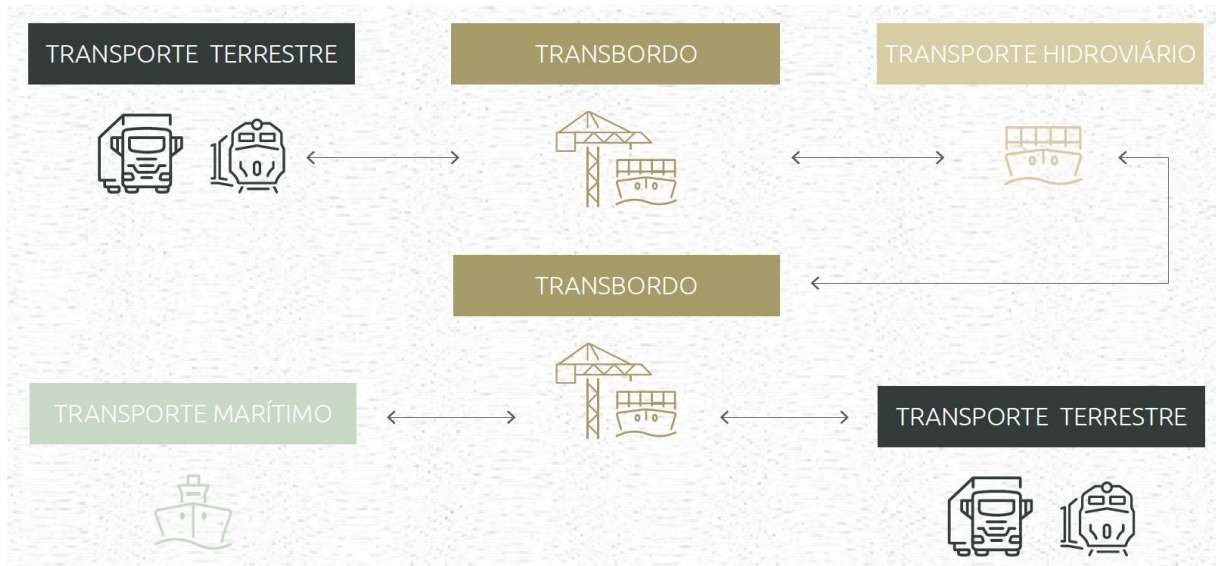 TRANSPORTE TERRESTRE
TRANSBORDO
TRANSPORTE HIDROVIÁRIO
TRANSBORDO
TRANSPORTE MARÍTIMO
TRANSPORTE TERRESTRE